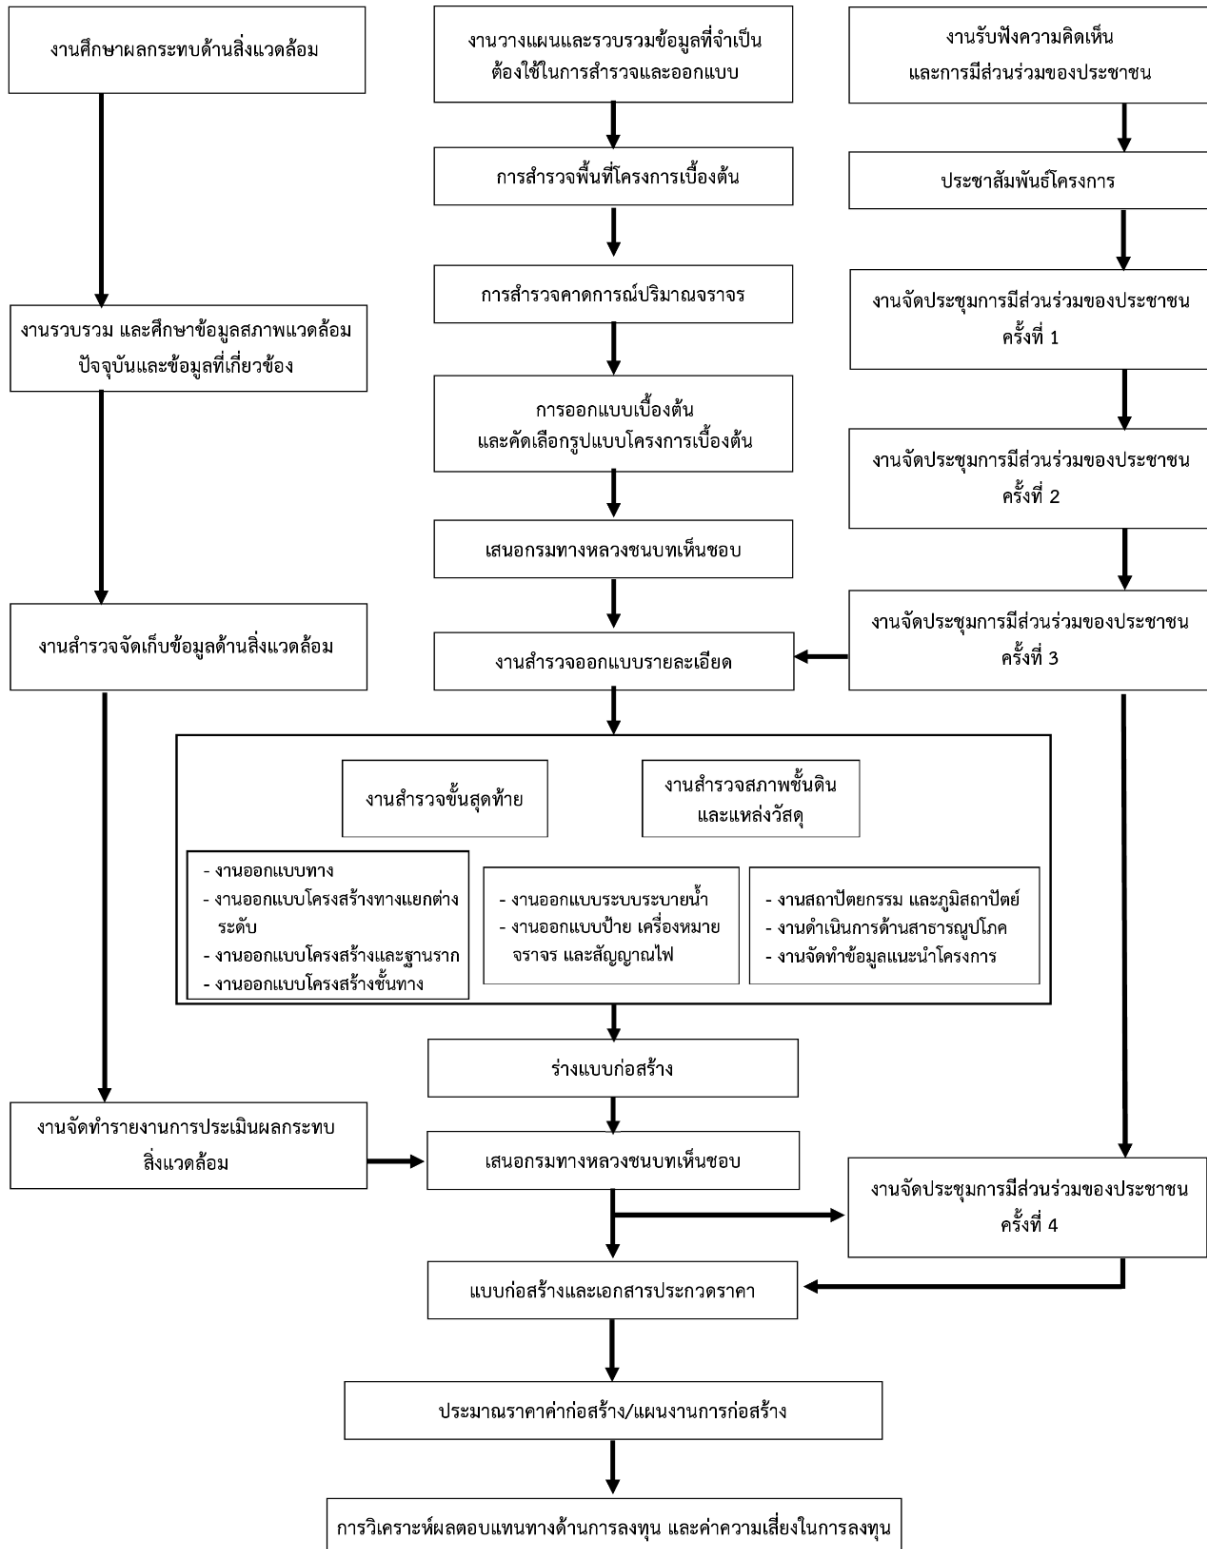 งานศึกษาผลกระทบด้านสิ่งแวดล้อม
งานวางแผนและรวบรวมข้อมูลที่จำเป็น
ต้องใช้ในการสำรวจและออกแบบ
งานรับฟังความคิดเห็น
และการมีส่วนร่วมของประชาชน
การสำรวจพื้นที่โครงการเบื้องต้น
ประชาสัมพันธ์โครงการ
การสำรวจคาดการณ์ปริมาณจราจร
งานจัดประชุมการมีส่วนร่วมของประชาชน
ครั้งที่ 1
งานรวบรวม และศึกษาข้อมูลสภาพแวดล้อม
ปัจจุบันและข้อมูลที่เกี่ยวข้อง
การออกแบบเบื้องต้น
และคัดเลือกรูปแบบโครงการเบื้องต้น
งานจัดประชุมการมีส่วนร่วมของประชาชน
ครั้งที่ 2
เสนอกรมทางหลวงชนบทเห็นชอบ
งานสำรวจจัดเก็บข้อมูลด้านสิ่งแวดล้อม
งานสำรวจออกแบบรายละเอียด
งานจัดประชุมการมีส่วนร่วมของประชาชน
ครั้งที่ 3
งานสำรวจขั้นสุดท้าย
งานสำรวจสภาพชั้นดิน
และแหล่งวัสดุ
- งานออกแบบทาง
- งานออกแบบโครงสร้างทางแยกต่าง
ระดับ
- งานออกแบบโครงสร้างและฐานราก
- งานออกแบบโครงสร้างชั้นทาง
- งานออกแบบระบบระบายน้ำ
- งานออกแบบป้าย เครื่องหมาย
จราจร และสัญญาณไฟ
- งานสถาปัตยกรรม และภูมิสถาปัตย์
- งานดำเนินการด้านสาธารณูปโภค
- งานจัดทำข้อมูลแนะนำโครงการ
ร่างแบบก่อสร้าง
งานจัดทำรายงานการประเมินผลกระทบ
สิ่งแวดล้อม
เสนอกรมทางหลวงชนบทเห็นชอบ
งานจัดประชุมการมีส่วนร่วมของประชาชน
ครั้งที่ 4
แบบก่อสร้างและเอกสารประกวดราคา
ประมาณราคาค่าก่อสร้าง/แผนงานการก่อสร้าง
การวิเคราะห์ผลตอบแทนทางด้านการลงทุน และค่าความเสี่ยงในการลงทุน